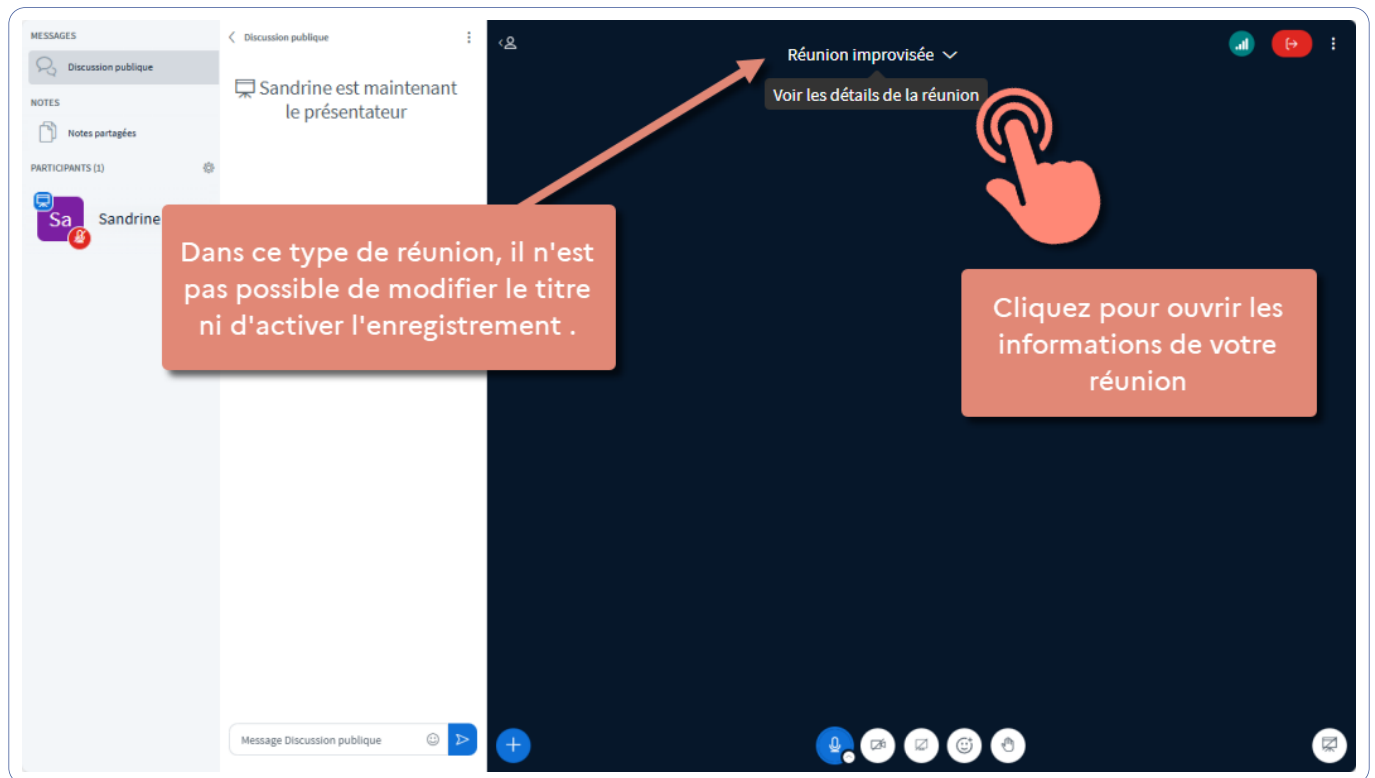 MESSAGES
Discussion publique
NOTES
Notes partagées
PARTICIPANTS (1)
Sa
Sandrine
Discussion publique
Sandrine est maintenant
le présentateur
Message Discussion publique
Réunion improvisée
Voir les détails de la réunion
Dans ce type de réunion, il n'est
pas possible de modifier le titre
ni d'activer l'enregistrement .
Cliquez pour ouvrir les
informations de votre
réunion